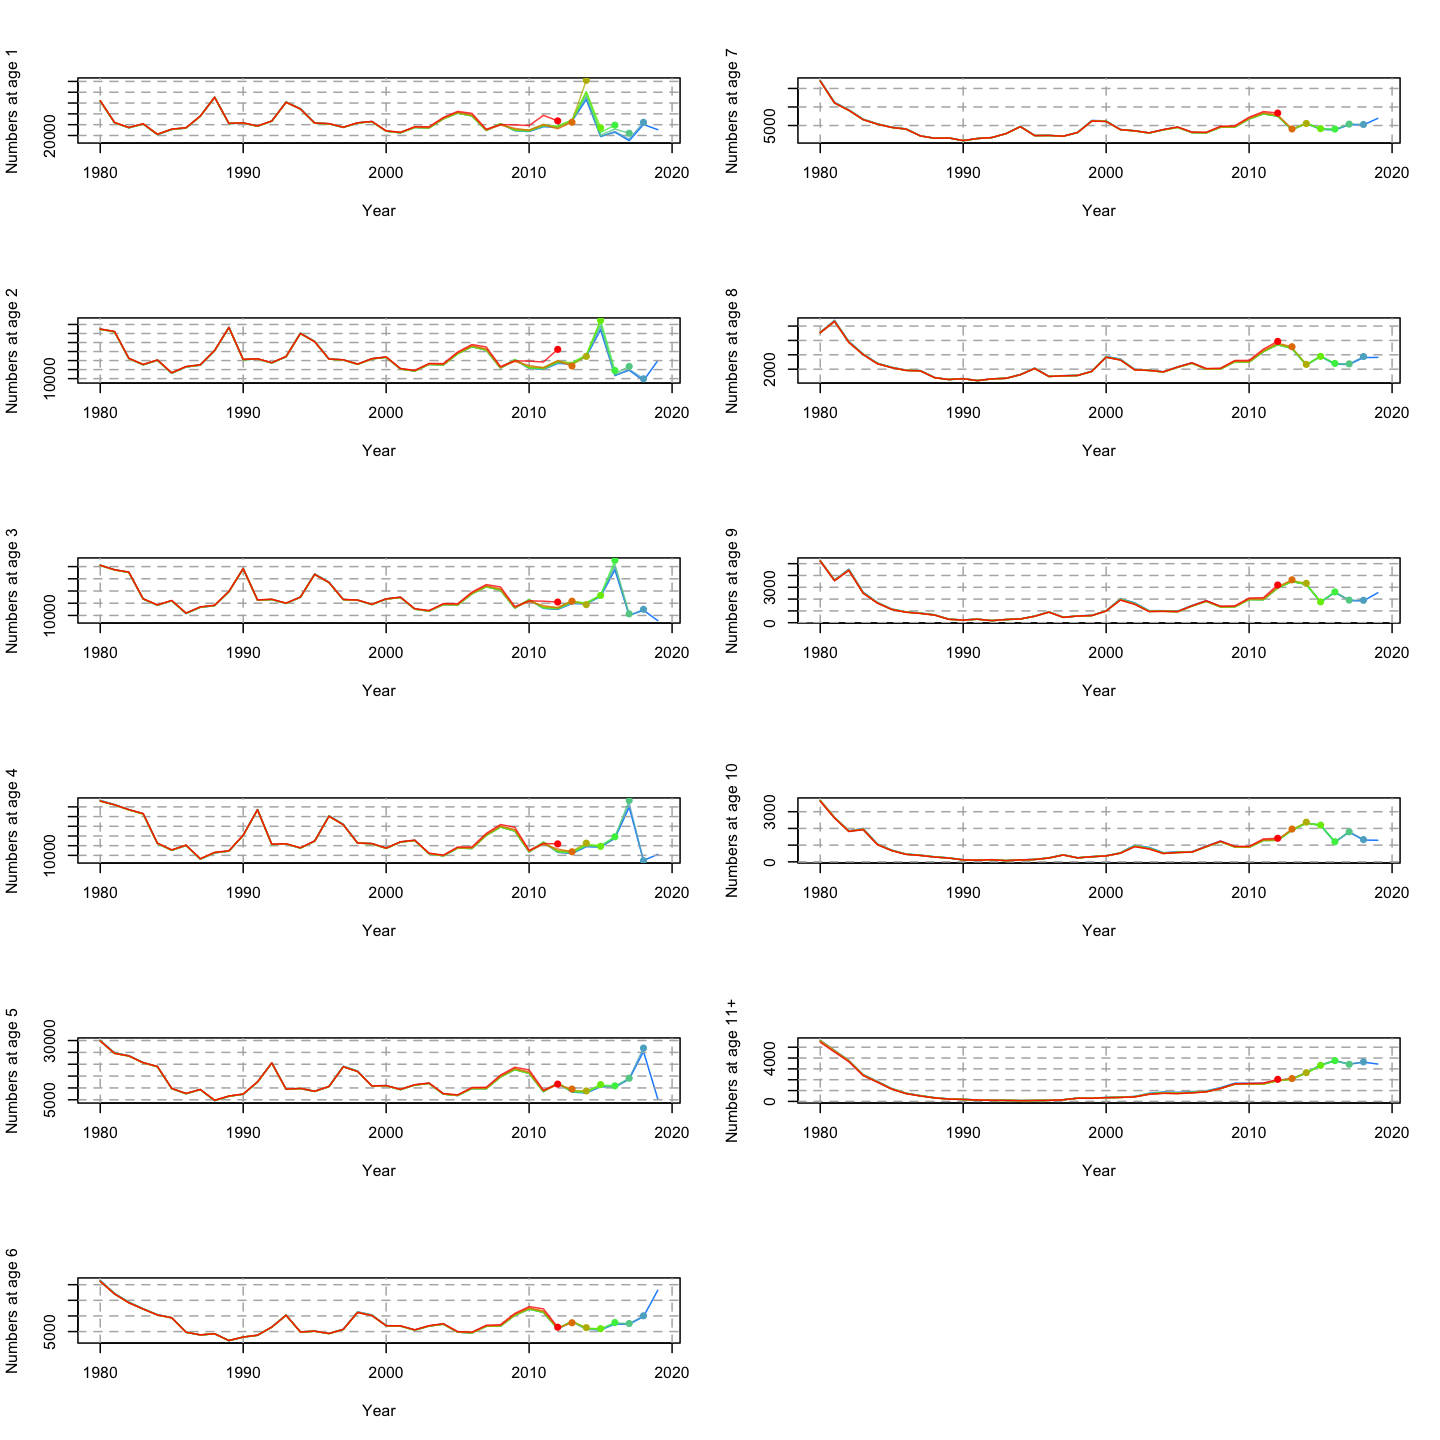 Numbers at age 1
20000
1980 1990 2000 2010 2020
Year
Numbers at age 7
5000
1980 1990 2000 2010 2020
Year
Numbers at age 2
10000
1980 1990 2000 2010 2020
Year
Numbers at age 8
2000
1980 1990 2000 2010 2020
Year
Numbers at age 3
10000
1980 1990 2000 2010 2020
Year
Numbers at age 9
3000
0
1980 1990 2000 2010 2020
Year
Numbers at age 4
10000
1980 1990 2000 2010 2020
Year
Numbers at age 10
3000
0
1980 1990 2000 2010 2020
Year
Numbers at age 5
30000
5000
1980 1990 2000 2010 2020
Year
Numbers at age 11+
4000
0
1980 1990 2000 2010 2020
Year
Numbers at age 6
5000
1980 1990 2000 2010 2020
Year